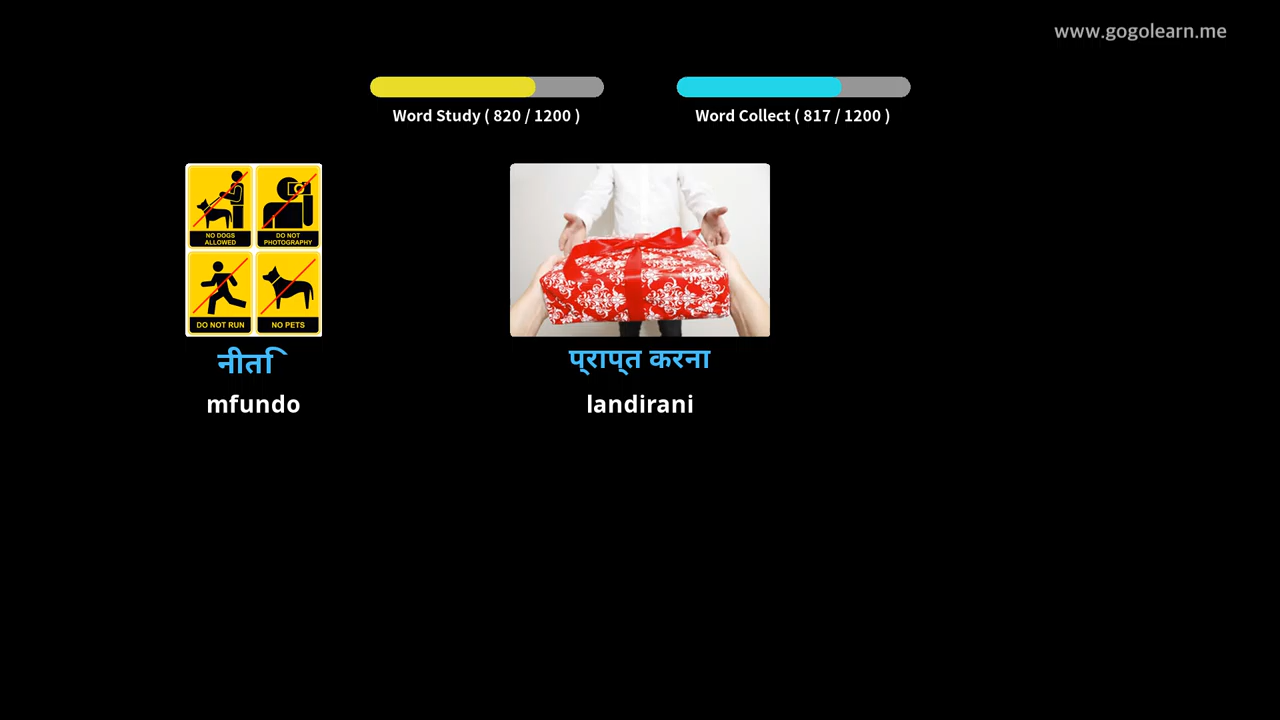 www.gogolearn.me
Word Study ( 820 / 1200 )
Word Collect ( 817 / 1200 )
NO DOGS
ALLOWED
DO NOT
PHOTOGRAPHY
DO NOT RUN
NO PETS
नीति
mfundo
प्राप्त करना
landirani